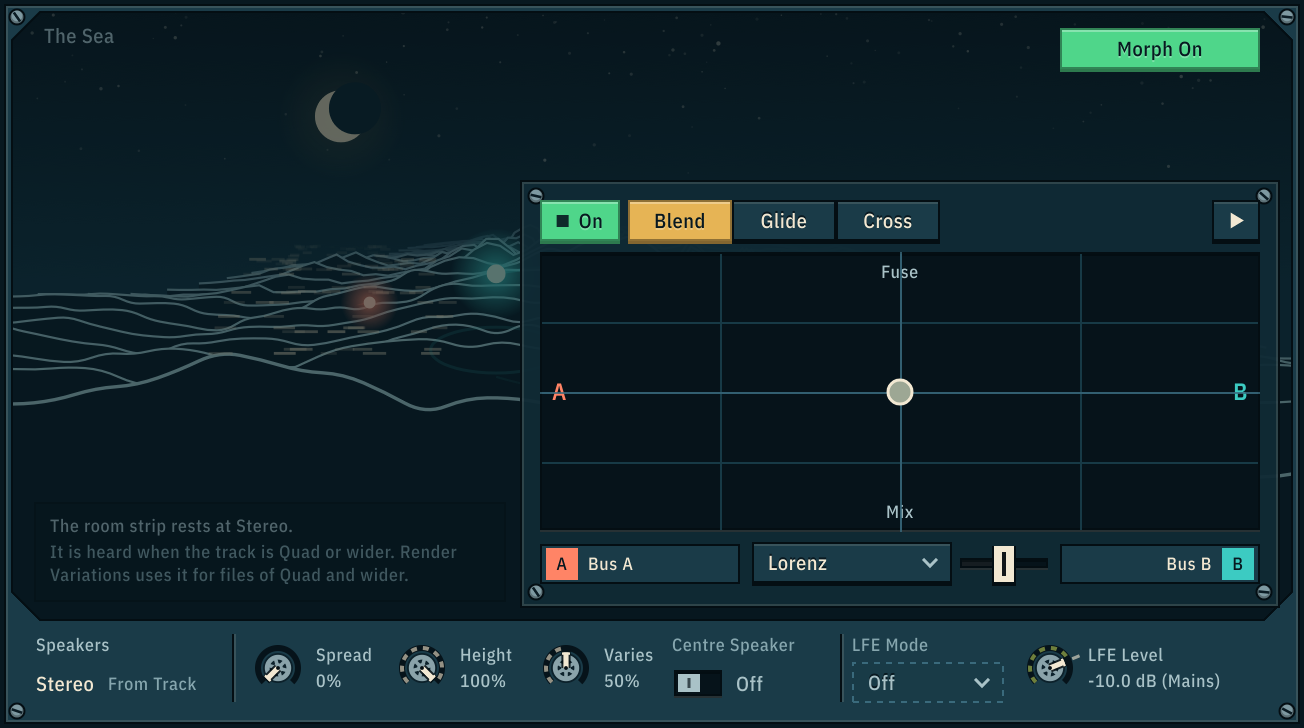 The Sea
Morph On
On
Blend
Glide
Cross
Fuse
A
B
Mix
A Bus A
Lorenz
Bus B B
The room strip rests at Stereo.
It is heard when the track is Quad or wider. Render
Variations uses it for files of Quad and wider.
Speakers
Stereo From Track
Spread
0%
Height
100%
Varies
50%
Centre Speaker
Off
LFE Mode
Off
LFE Level
-10.0 dB (Mains)